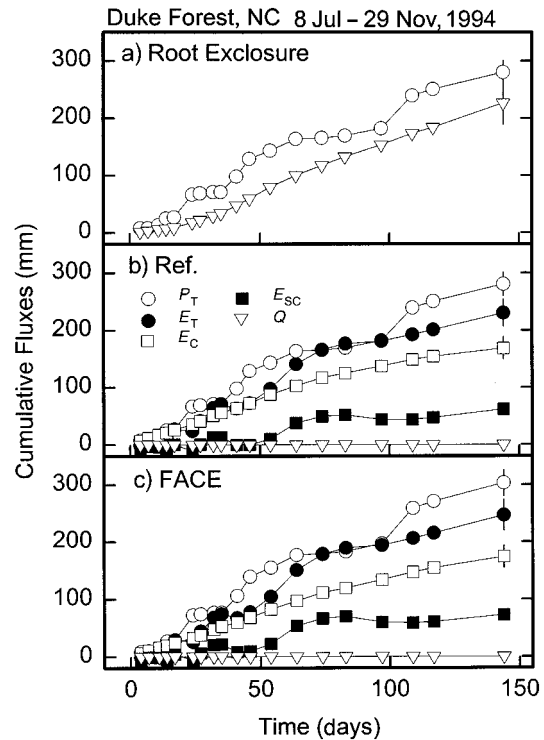 Duke Forest, NC 8 Jul – 29 Nov, 1994
300
a) Root Exclosure
200
100
0
Cumulative Fluxes (mm)
300
b) Ref.
P_T
E_SC
E_T
Q
E_C
200
100
0
300
c) FACE
200
100
0
0
50
100
150
Time (days)